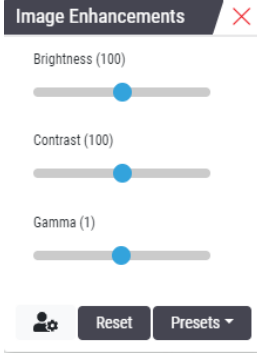 Image Enhancements
Brightness (100)
Contrast (100)
Gamma (1)
Reset Presets